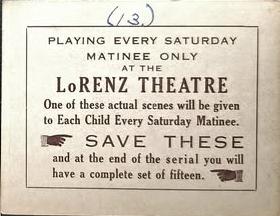 (13.)
PLAYING EVERY SATURDAY
MATINEE ONLY
AT THE
LORENZ THEATRE
One of these actual scenes will be given
to Each Child Every Saturday Matinee.
SAVE THESE
and at the end of the serial you will
have a complete set of fifteen.